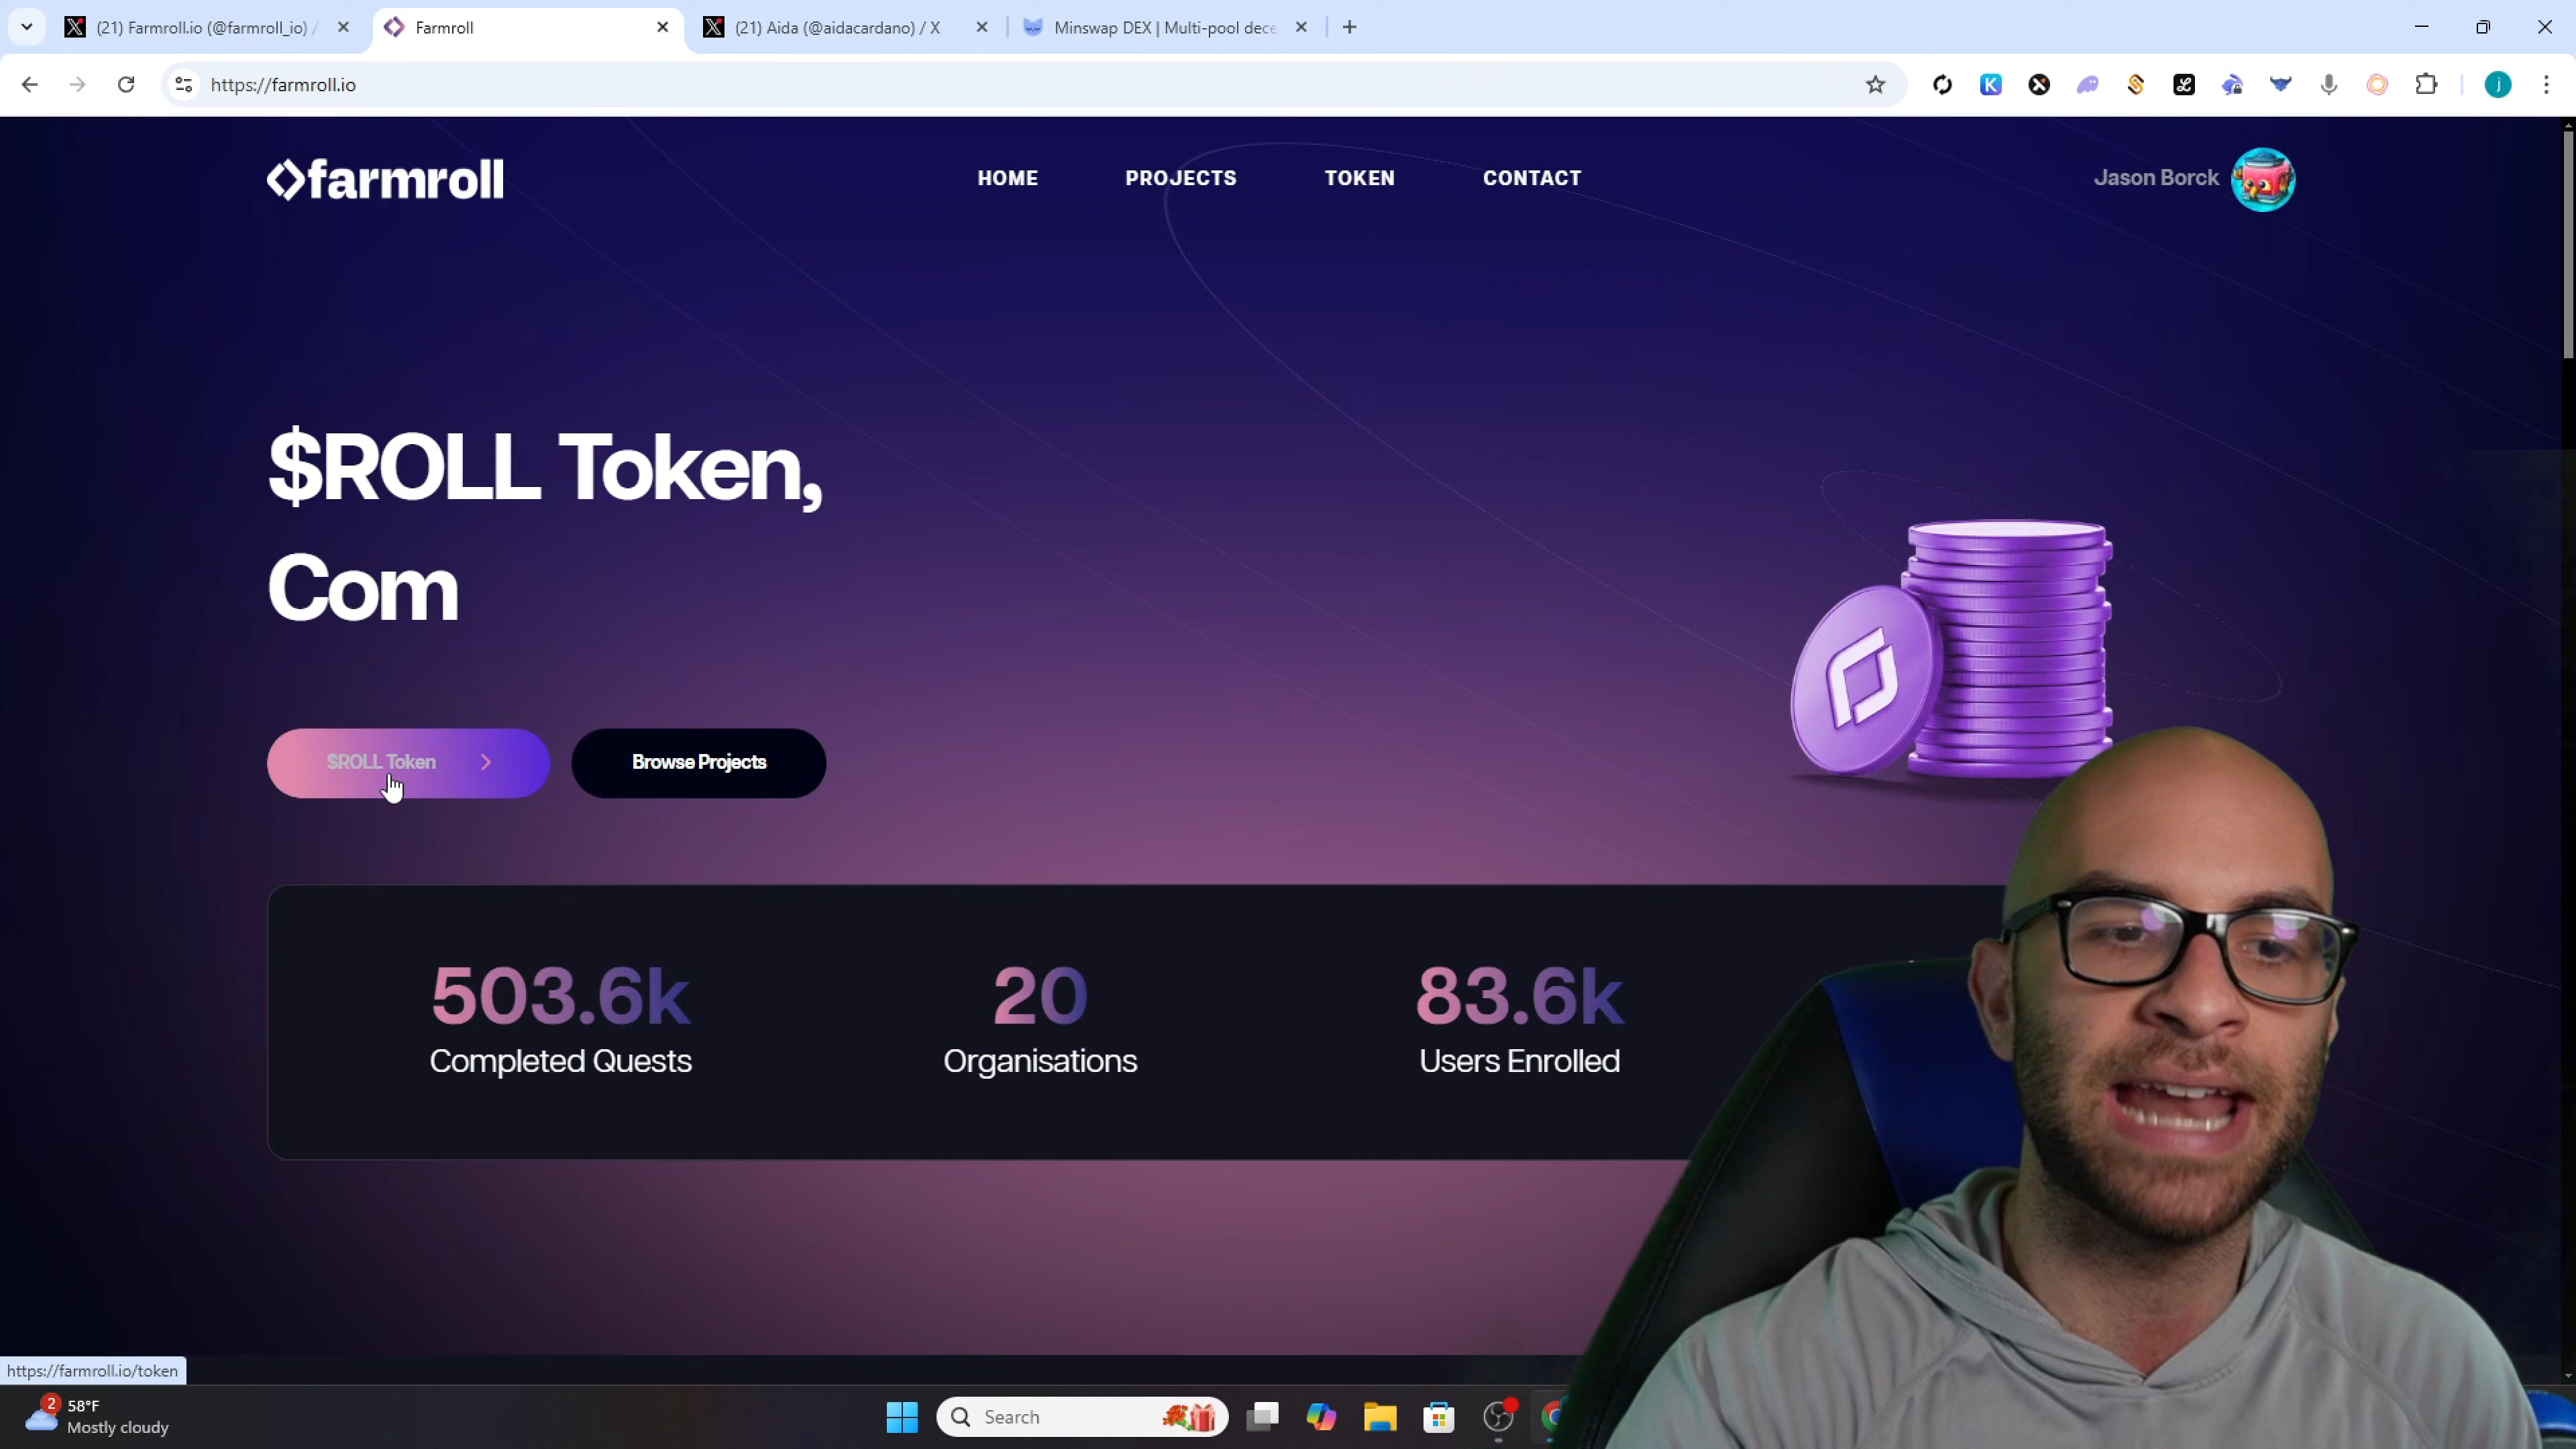 (21) Farmroll.io (@farmroll_io) /
Farmroll
(21) Aida (@aidacardano) / X
Minswap DEX | Multi-pool dece
https://farmroll.io
j
farmroll
HOME
PROJECTS
TOKEN
CONTACT
Jason Borck
$ROLL Token,
Com
$ROLL Token
Browse Projects
503.6k
20
83.6k
Completed Quests
Organisations
Users Enrolled
https://farmroll.io/token
2
58°F
Mostly cloudy
Search